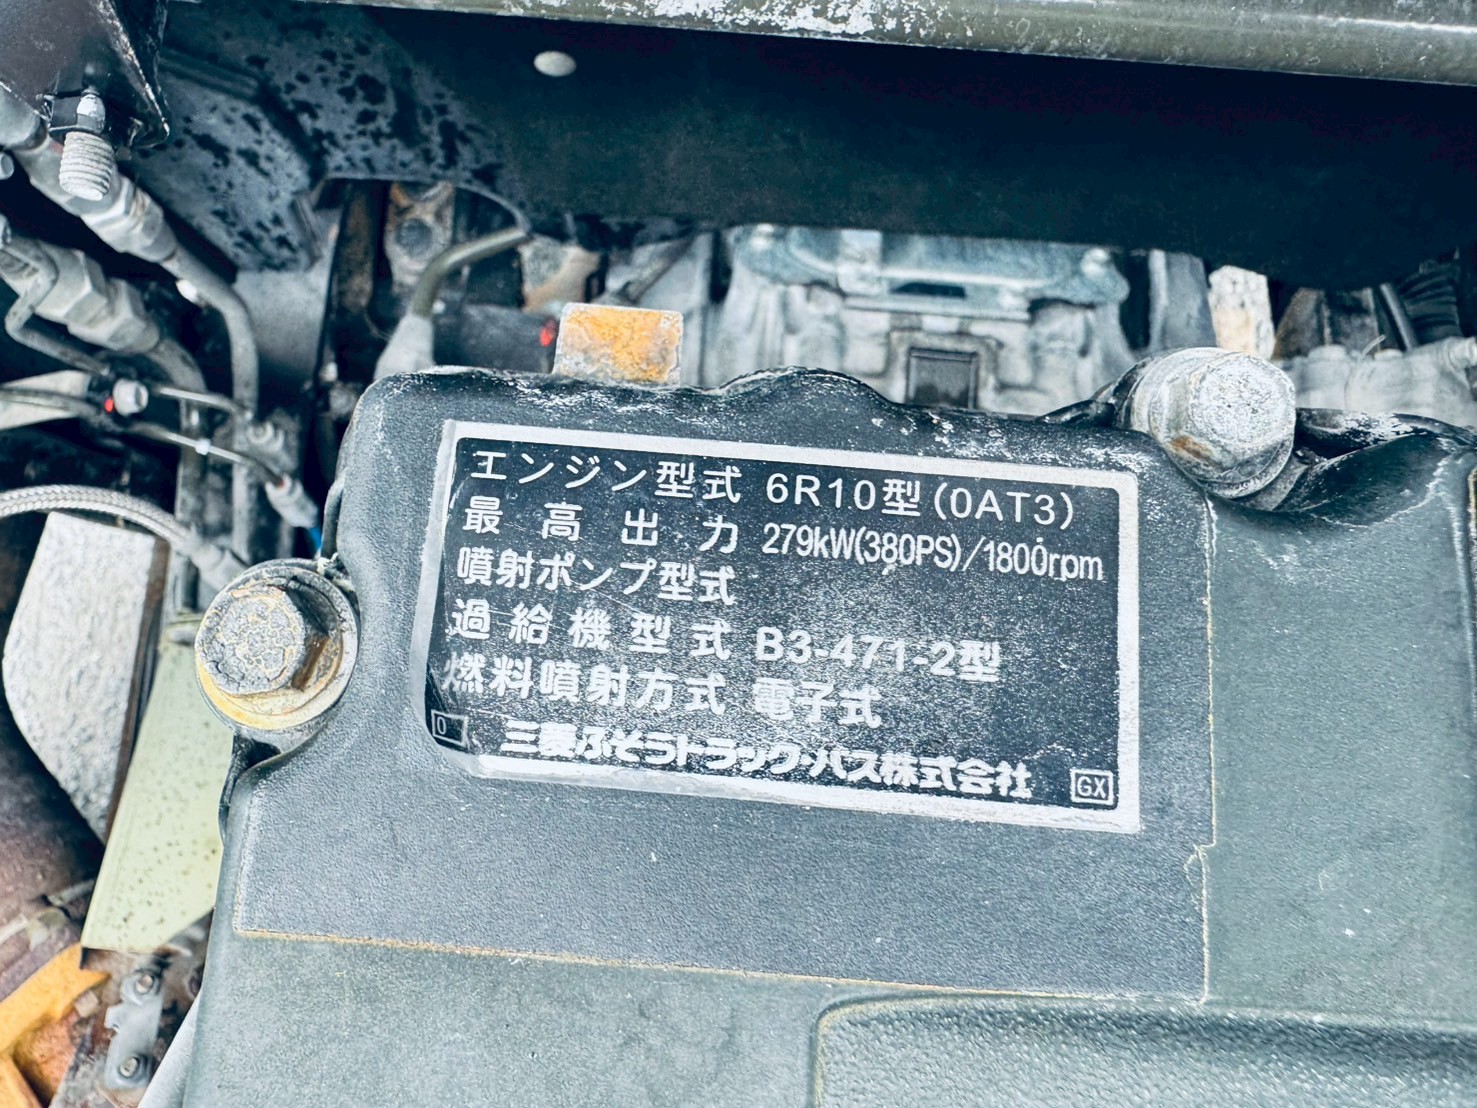 エンジン型式 6R10型(0AT3)
最高出力 279kW(380PS)/1800rpm
噴射ポンプ型式
過給機型式 B3-471-2型
燃料噴射方式 電子式
0
三菱ふそうトラック・バス株式会社
GX